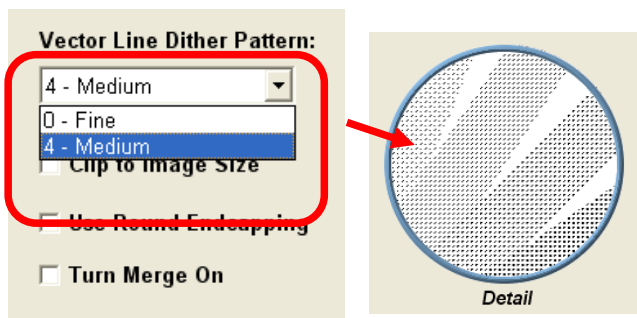 Vector Line Dither Pattern:
4 - Medium
0 - Fine
4 - Medium
Clip to Image Size
Use Round Endcapping
Turn Merge On
Detail